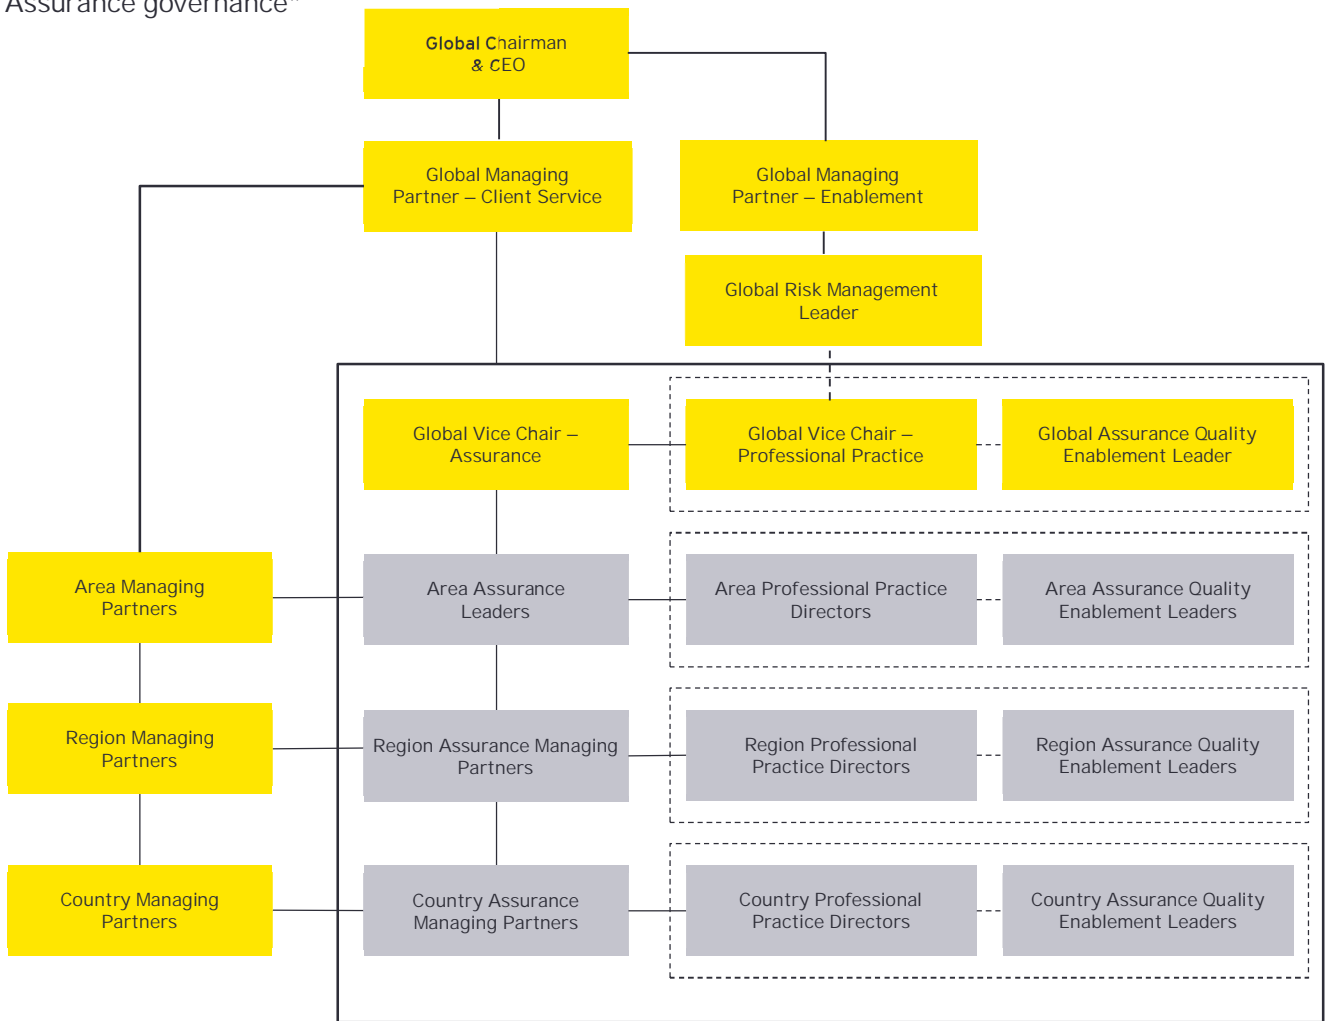 Assurance governance*
Global Chairman
& CEO
Global Managing
Partner – Client Service
Global Managing
Partner – Enablement
Global Risk Management
Leader
Global Vice Chair –
Assurance
Global Vice Chair –
Professional Practice
Global Assurance Quality
Enablement Leader
Area Managing
Partners
Area Assurance
Leaders
Area Professional Practice
Directors
Area Assurance Quality
Enablement Leaders
Region Managing
Partners
Region Assurance Managing
Partners
Region Professional
Practice Directors
Region Assurance Quality
Enablement Leaders
Country Managing
Partners
Country Assurance
Managing Partners
Country Professional
Practice Directors
Country Assurance Quality
Enablement Leaders